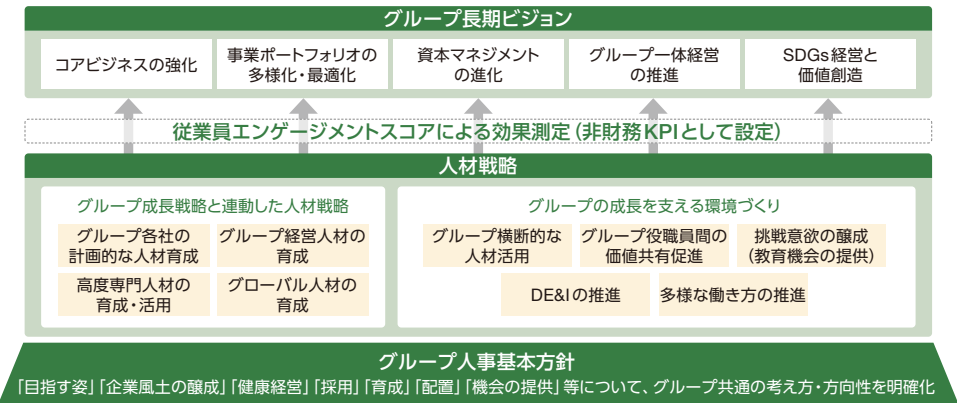 グループ長期ビジョン
コアビジネスの強化
事業ポートフォリオの
多様化・最適化
資本マネジメント
の進化
グループ一体経営
の推進
SDGs経営と
価値創造
従業員エンゲージメントスコアによる効果測定（非財務KPIとして設定）
人材戦略
グループ成長戦略と連動した人材戦略
グループ各社の
計画的な人材育成
グループ経営人材の
育成
高度専門人材の
育成・活用
グローバル人材の
育成
グループの成長を支える環境づくり
グループ横断的な
人材活用
グループ役職員間の
価値共有促進
挑戦意欲の醸成
（教育機会の提供）
DE&Iの推進
多様な働き方の推進
グループ人事基本方針
「目指す姿」「企業風土の醸成」「健康経営」「採用」「育成」「配置」「機会の提供」等について、グループ共通の考え方・方向性を明確化